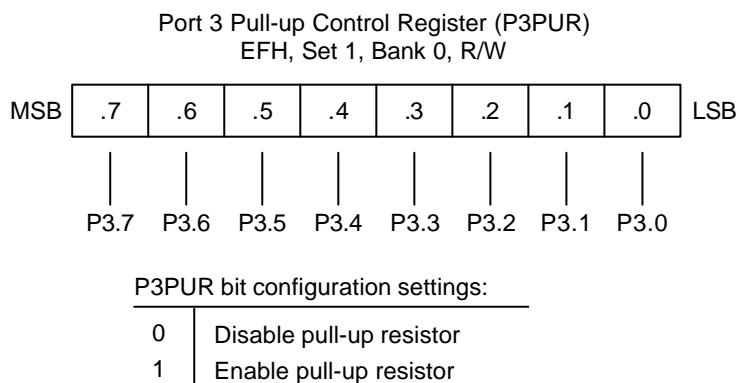 Port 3 Pull-up Control Register (P3PUR)
EFH, Set 1, Bank 0, R/W
MSB .7 .6 .5 .4 .3 .2 .1 .0 LSB
P3.7 P3.6 P3.5 P3.4 P3.3 P3.2 P3.1 P3.0
P3PUR bit configuration settings:
0 Disable pull-up resistor
1 Enable pull-up resistor